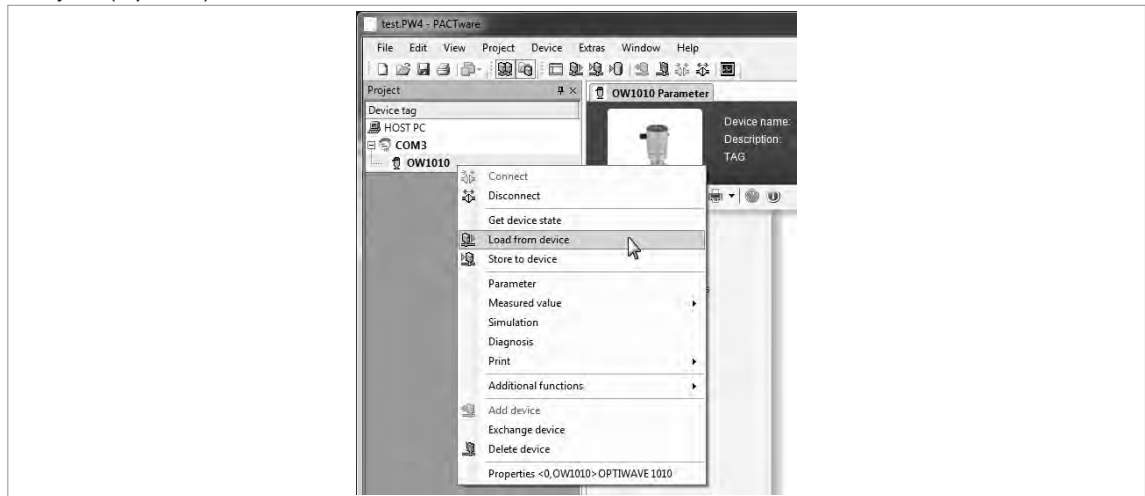 test.PW4 - PACTware
File Edit View Project Device Extras Window Help
Project
Device tag
HOST PC
COM3
OW1010
OW1010 Parameter
Device name:
Description:
TAG
Connect
Disconnect
Get device state
Load from device
Store to device
Parameter
Measured value
Simulation
Diagnosis
Print
Additional functions
Add device
Exchange device
Delete device
Properties <0,OW1010>OPTIWAVE 1010